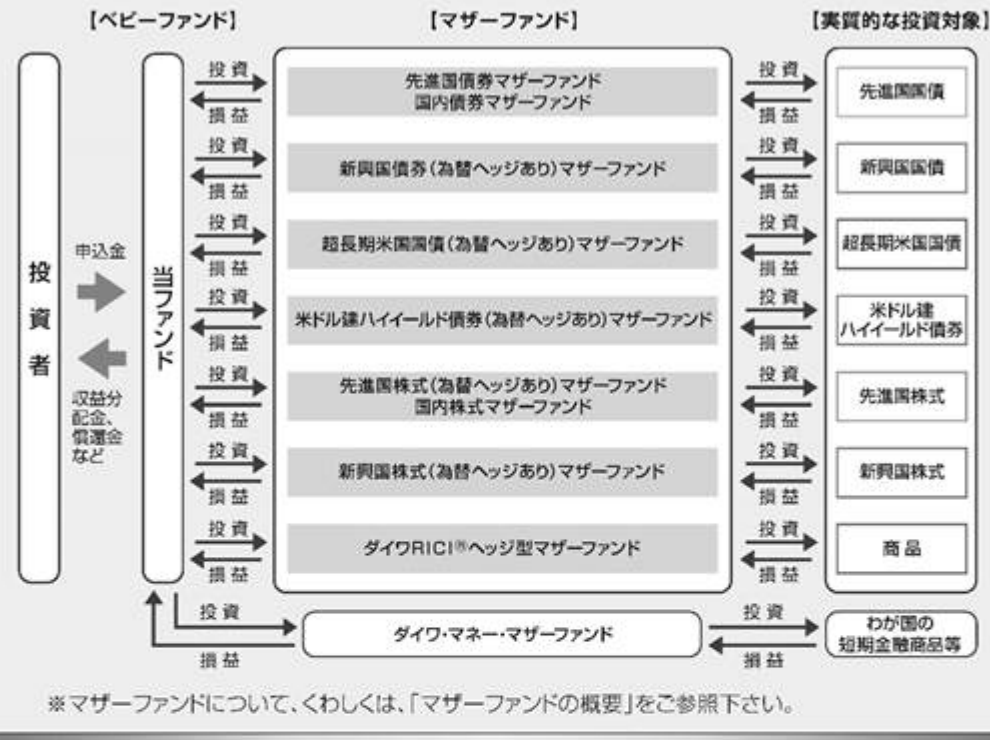 【ベビーファンド】
【マザーファンド】
【実質的な投資対象】
投資者
申込金
収益分
配金、
償還金
など
当ファンド
投資
損益
先進国債券マザーファンド
国内債券マザーファンド
投資
損益
先進国国債
投資
損益
新興国債券(為替ヘッジあり)マザーファンド
投資
損益
新興国国債
投資
損益
超長期米国国債(為替ヘッジあり)マザーファンド
投資
損益
超長期米国国債
投資
損益
米ドル建ハイイールド債券(為替ヘッジあり)マザーファンド
投資
損益
米ドル建
ハイイールド債券
投資
損益
先進国株式(為替ヘッジあり)マザーファンド
国内株式マザーファンド
投資
損益
先進国株式
投資
損益
新興国株式(為替ヘッジあり)マザーファンド
投資
損益
新興国株式
投資
損益
ダイワRICI®ヘッジ型マザーファンド
投資
損益
商品
投資
損益
ダイワ・マネー・マザーファンド
投資
損益
わが国の
短期金融商品等
※マザーファンドについて、くわしくは、「マザーファンドの概要」をご参照下さい。